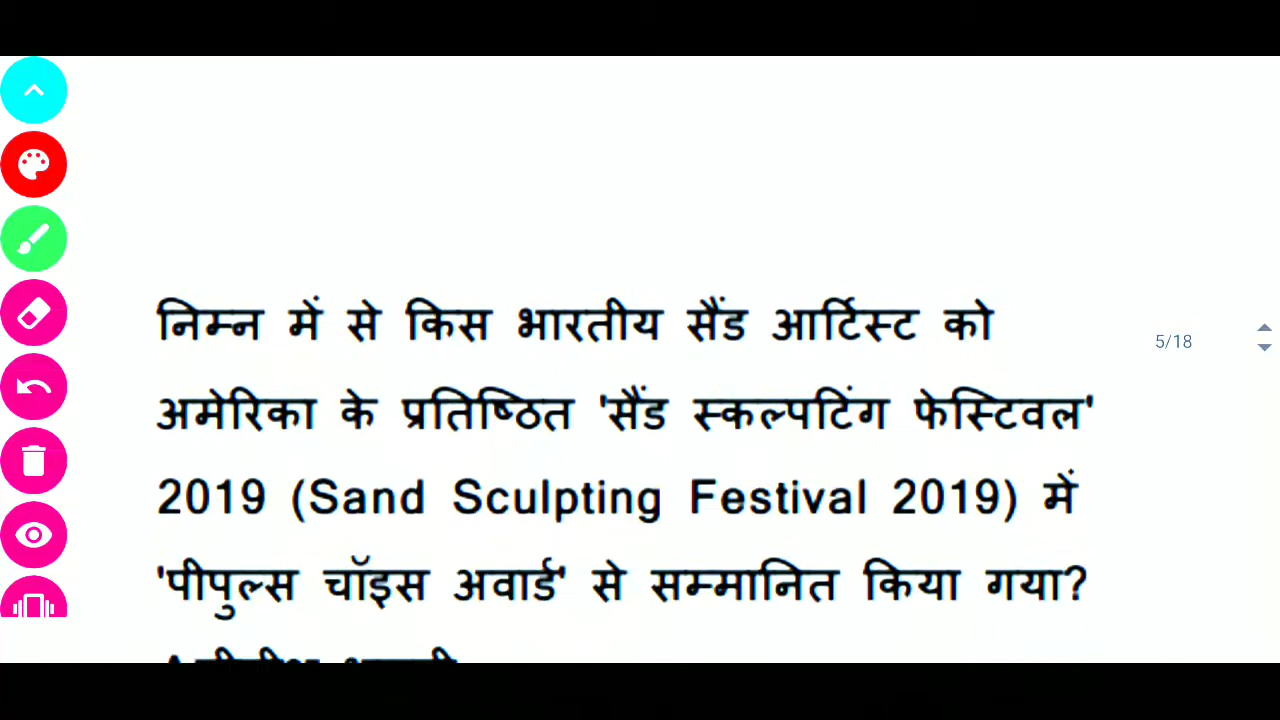 निम्न में से किस भारतीय सैंड आर्टिस्ट को
5/18
अमेरिका के प्रतिष्ठित 'सैंड स्कल्पटिंग फेस्टिवल'
2019 (Sand Sculpting Festival 2019) में
'पीपुल्स चॉइस अवार्ड' से सम्मानित किया गया?